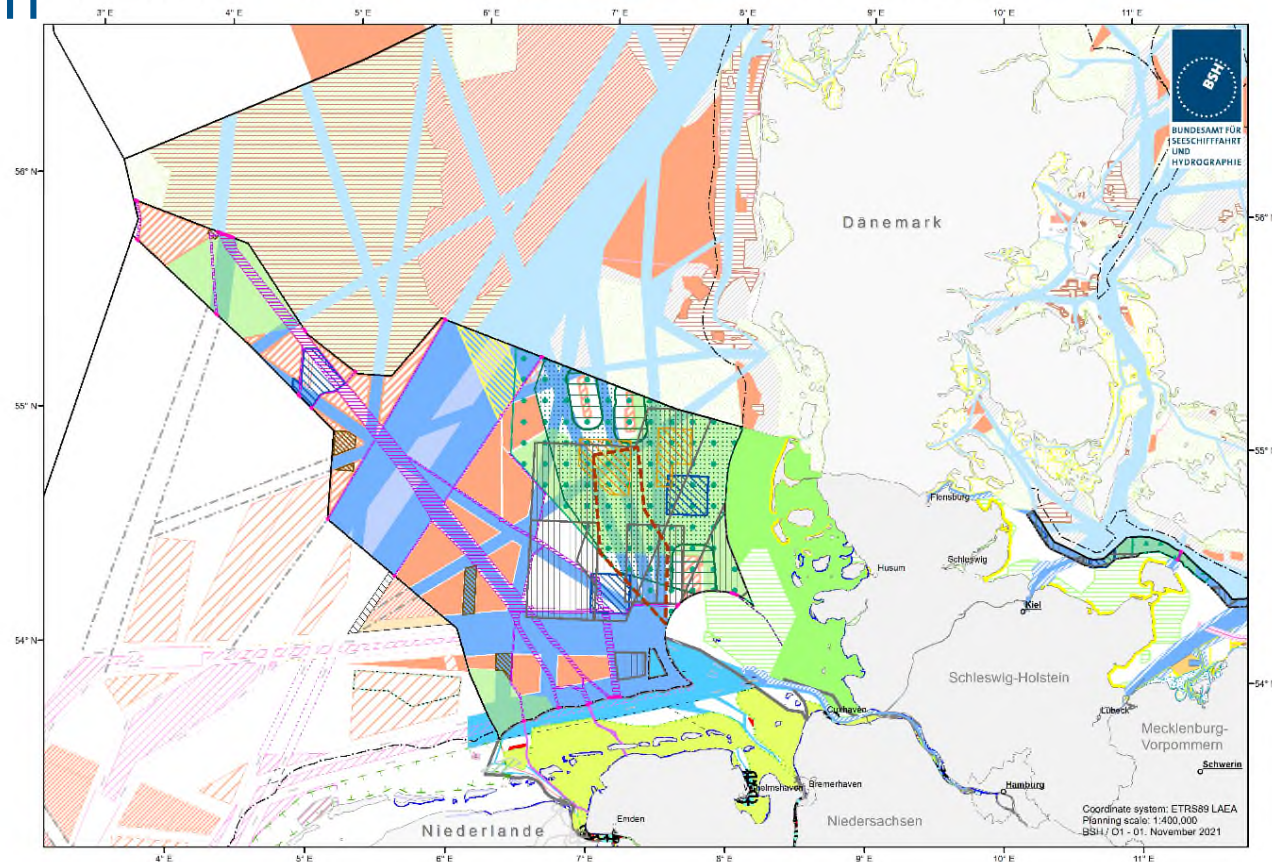 3° E 4° E 5° E 6° E 7° E 8° E 9° E 10° E 11° E
BSH
BUNDESAMT FÜR
SEESCHIFFFAHRT
UND
HYDROGRAPHIE
56° N
Dänemark
55° N
55° N
Flensburg
Schleswig
Husum
Kiel
54° N
54° N
Schleswig-Holstein
Lübeck
Cuxhaven
Mecklenburg-
Vorpommern
Schwerin
Wilhelmshaven
Bremerhaven
Hamburg
Emden
Niederlande
Niedersachsen
Coordinate system: ETRS89 LAEA
Planning scale: 1:400,000
BSH / O1 - 01. November 2021
4° E 5° E 6° E 7° E 8° E 9° E 10° E 11° E